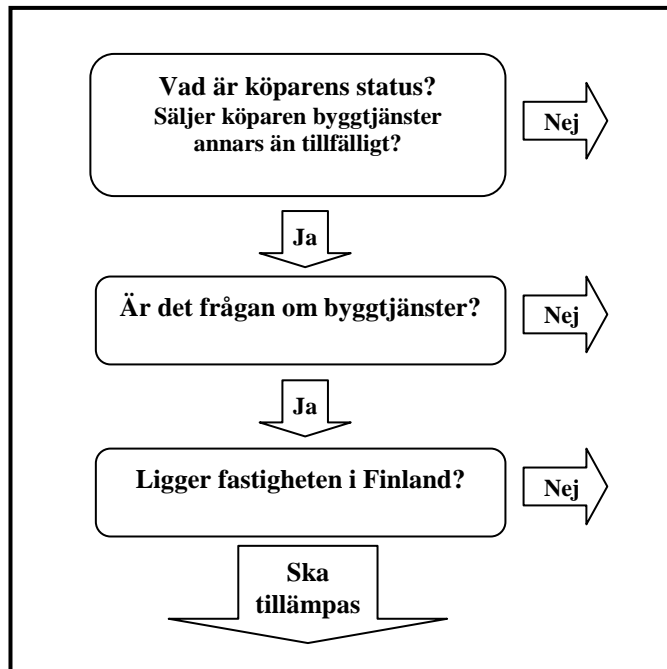 Vad är köparens status?
Säljer köparen byggtjänster
annars än tillfälligt?
Nej
Ja
Är det frågan om byggtjänster?
Nej
Ja
Ligger fastigheten i Finland?
Nej
Ska
tillämpas